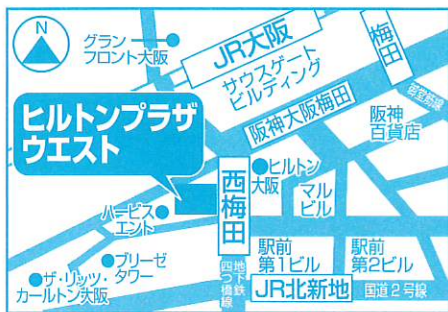 N
グラン
フロント大阪
JR大阪
サウスゲート
ビルディング
梅田
御堂筋線
阪神大阪梅田
阪神
百貨店
ヒルトンプラザ
ウエスト
西梅田
ヒルトン
大阪
マル
ビル
ハービス
エント
ブリーゼ
タワー
ザ・リッツ・
カールトン大阪
地下鉄
四つ橋線
駅前
第1ビル
駅前
第2ビル
JR北新地
国道2号線